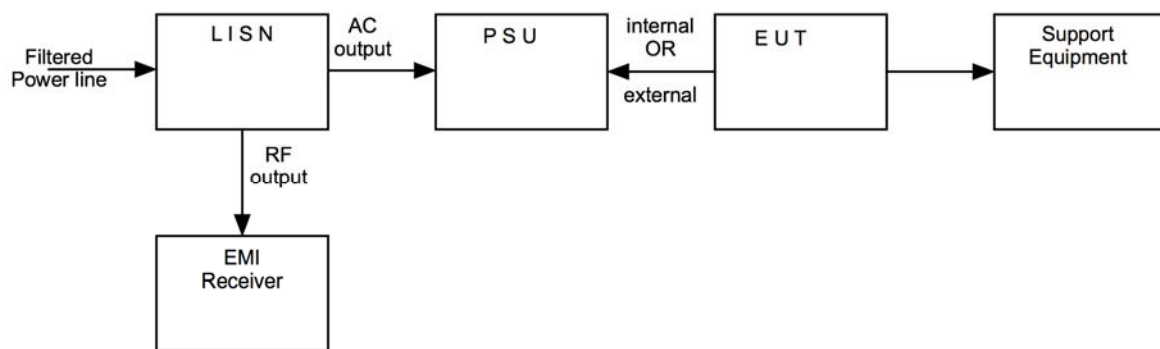 Filtered
Power line
L I S N
AC
output
P S U
internal
OR
external
E U T
Support
Equipment
RF
output
EMI
Receiver